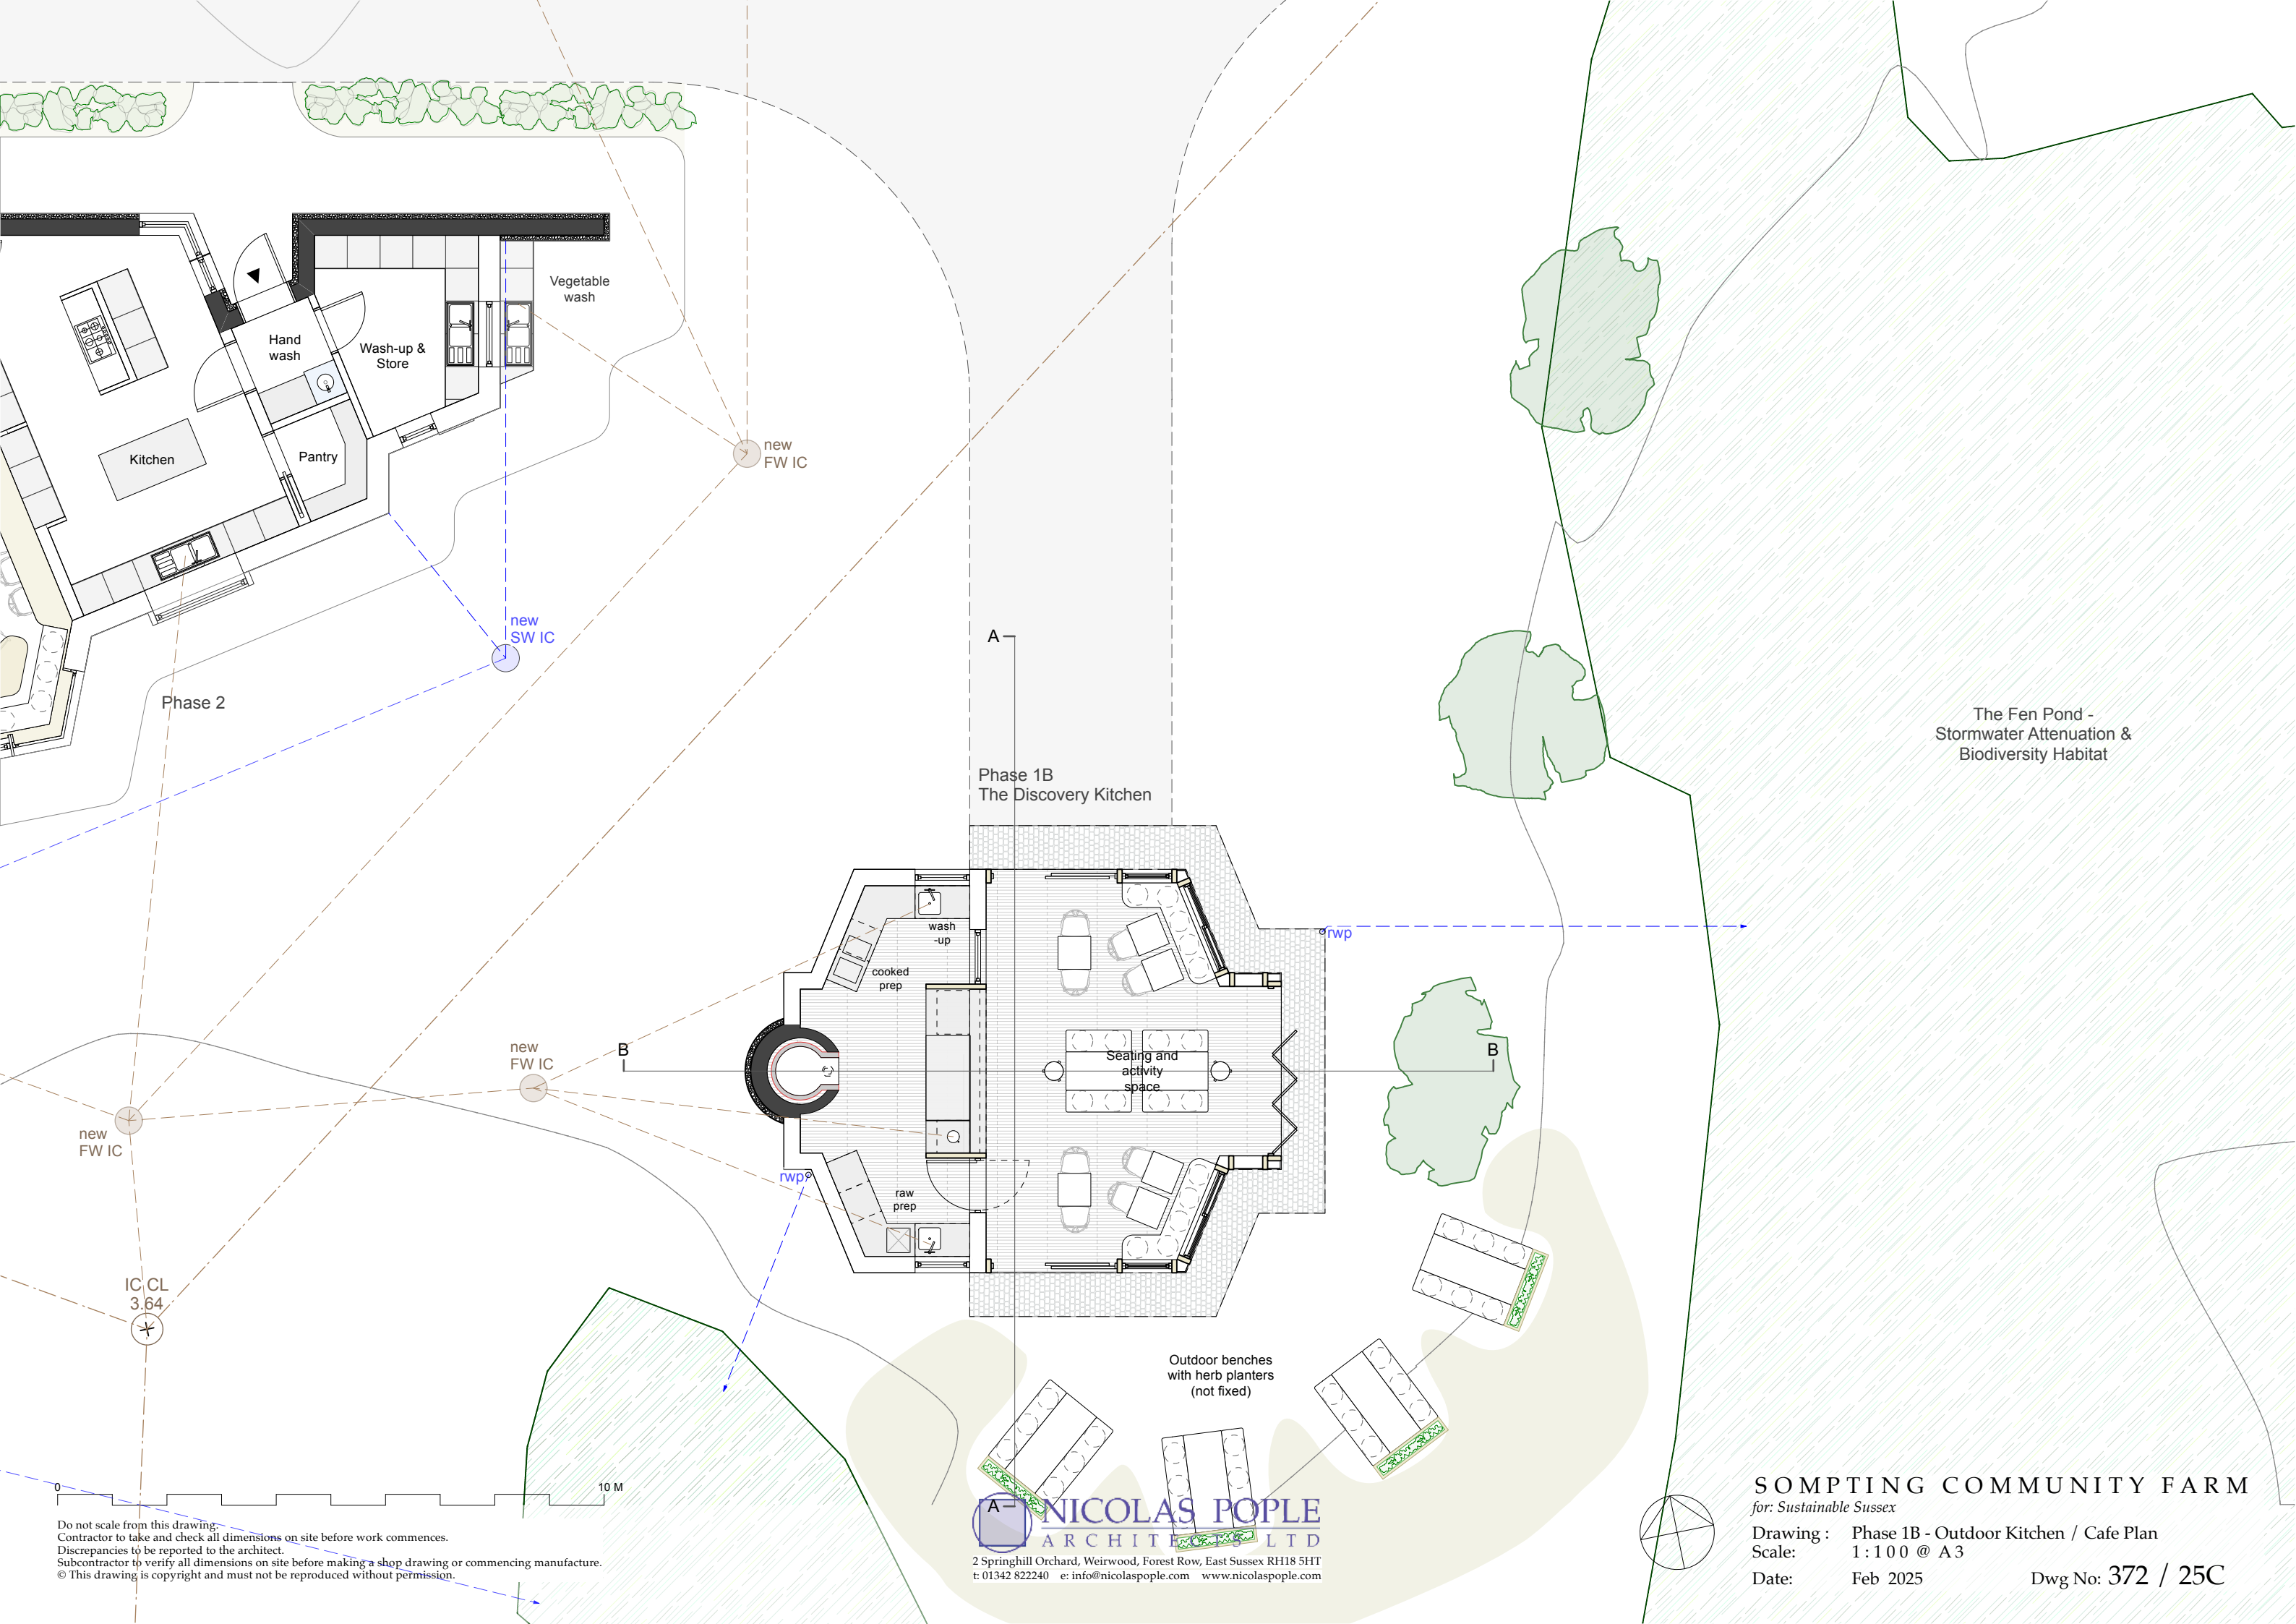 Vegetable
wash
Hand
wash
Wash-up &
Store
Kitchen
Pantry
new
FW IC
new
SW IC
Phase 2
A
Phase 1B
The Discovery Kitchen
The Fen Pond -
Stormwater Attenuation &
Biodiversity Habitat
wash
-up
rwp
cooked
prep
new
FW IC
B
Seating and
activity
space
B
new
FW IC
rwp
raw
prep
IC CL
3.64
Outdoor benches
with herb planters
(not fixed)
0
10 M
Do not scale from this drawing.
Contractor to take and check all dimensions on site before work commences.
Discrepancies to be reported to the architect.
Subcontractor to verify all dimensions on site before making a shop drawing or commencing manufacture.
© This drawing is copyright and must not be reproduced without permission.
A
NICOLAS POPLE
ARCHITECTS LTD
2 Springhill Orchard, Weirwood, Forest Row, East Sussex RH18 5HT
t: 01342 822240 e: info@nicolaspople.com www.nicolaspople.com
SOMPTING COMMUNITY FARM
for: Sustainable Sussex
Drawing : Phase 1B - Outdoor Kitchen / Cafe Plan
Scale: 1:100 @ A3
Date: Feb 2025 Dwg No: 372 / 25C